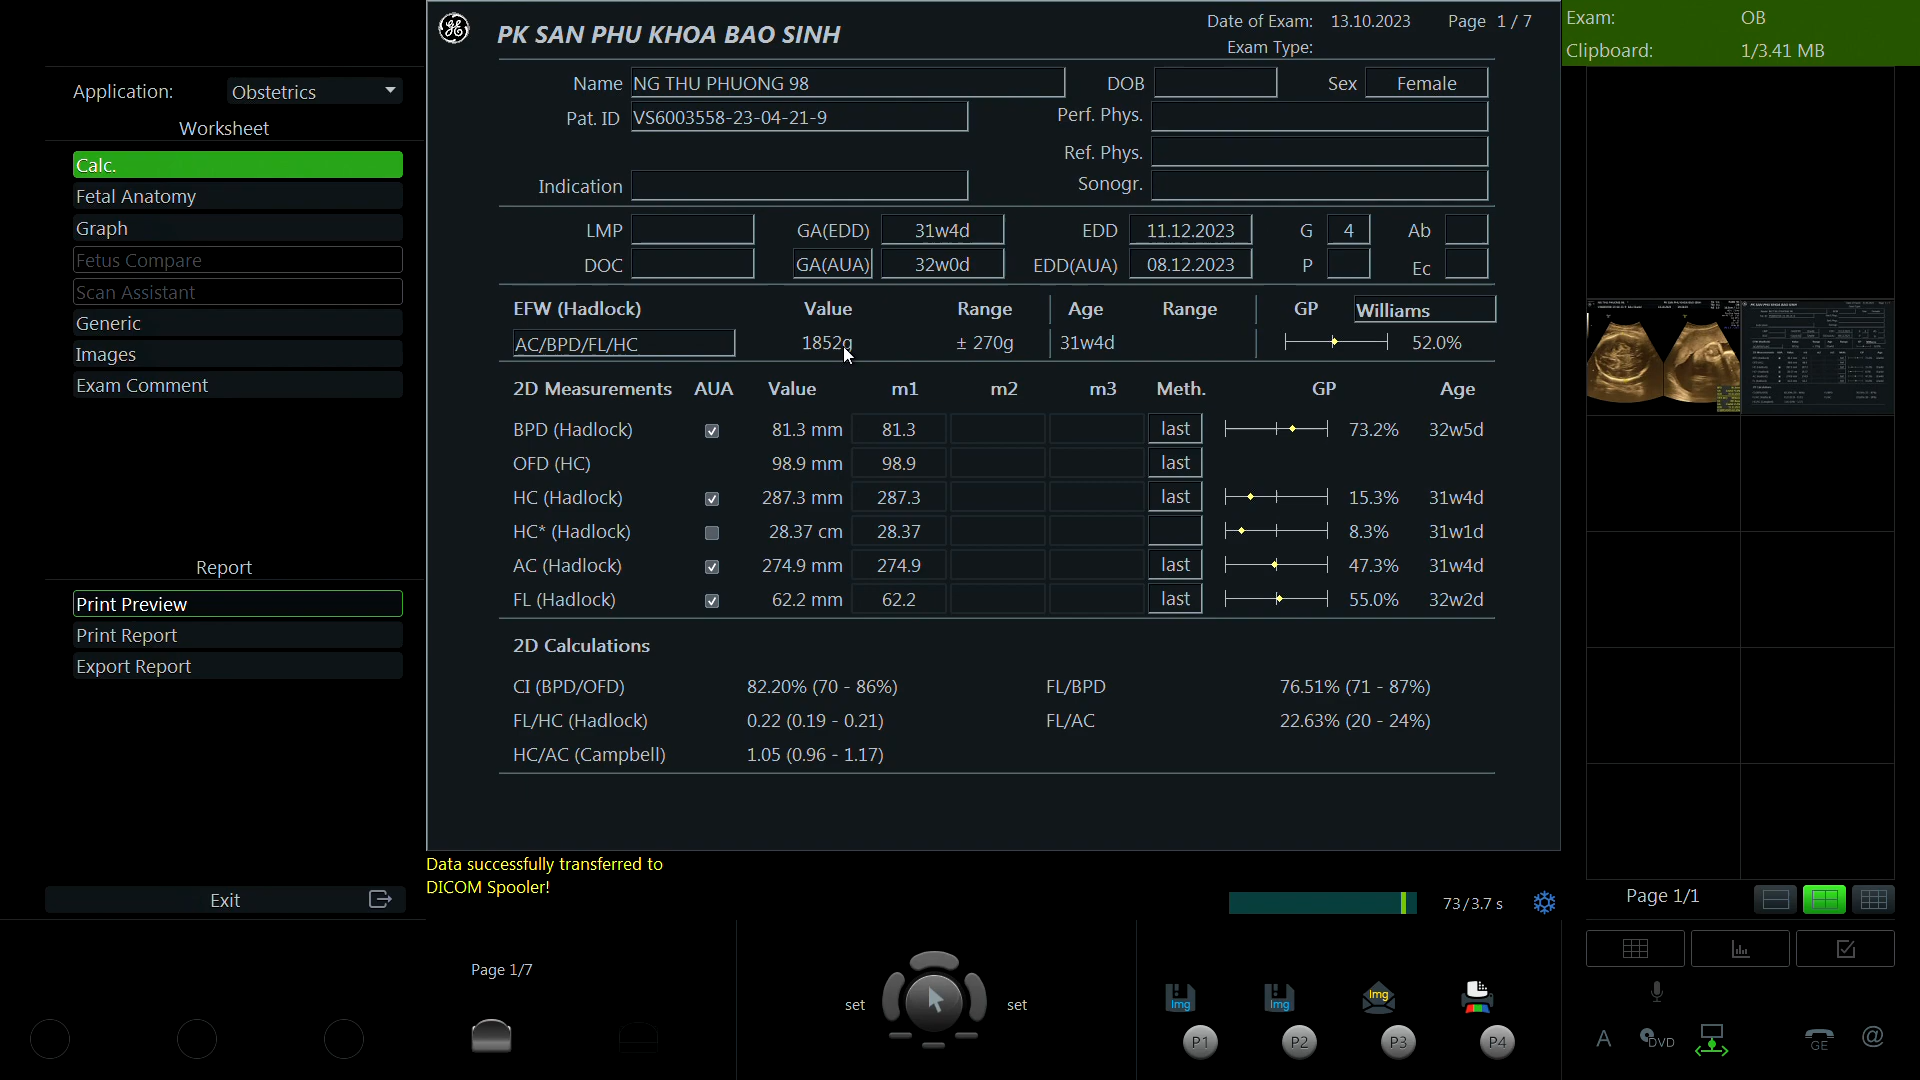 Application: Obstetrics
Worksheet
Calc.
Fetal Anatomy
Graph
Fetus Compare
Scan Assistant
Generic
Images
Exam Comment
Report
Print Preview
Print Report
Export Report
Exit
PK SAN PHU KHOA BAO SINH
Date of Exam: 13.10.2023 Page 1 / 7
Exam Type:
Name NG THU PHUONG 98 DOB Sex Female
Pat. ID VS6003558-23-04-21-9 Perf. Phys.
Ref. Phys.
Indication Sonogr.
LMP GA(EDD) 31w4d EDD 11.12.2023 G 4 Ab
DOC GA(AUA) 32w0d EDD(AUA) 08.12.2023 P Ec
EFW (Hadlock) Value Range Age Range GP Williams
AC/BPD/FL/HC 1852g ± 270g 31w4d 52.0%
2D Measurements AUA Value m1 m2 m3 Meth. GP Age
BPD (Hadlock) 81.3 mm 81.3 last 73.2% 32w5d
OFD (HC) 98.9 mm 98.9 last
HC (Hadlock) 287.3 mm 287.3 last 15.3% 31w4d
HC* (Hadlock) 28.37 cm 28.37 8.3% 31w1d
AC (Hadlock) 274.9 mm 274.9 last 47.3% 31w4d
FL (Hadlock) 62.2 mm 62.2 last 55.0% 32w2d
2D Calculations
CI (BPD/OFD) 82.20% (70 - 86%) FL/BPD 76.51% (71 - 87%)
FL/HC (Hadlock) 0.22 (0.19 - 0.21) FL/AC 22.63% (20 - 24%)
HC/AC (Campbell) 1.05 (0.96 - 1.17)
Data successfully transferred to
DICOM Spooler!
73/3.7 s
Page 1/7
set set
Img Img Img
P1 P2 P3 P4
Exam: OB
Clipboard: 1/3.41 MB
Page 1/1
A DVD GE @